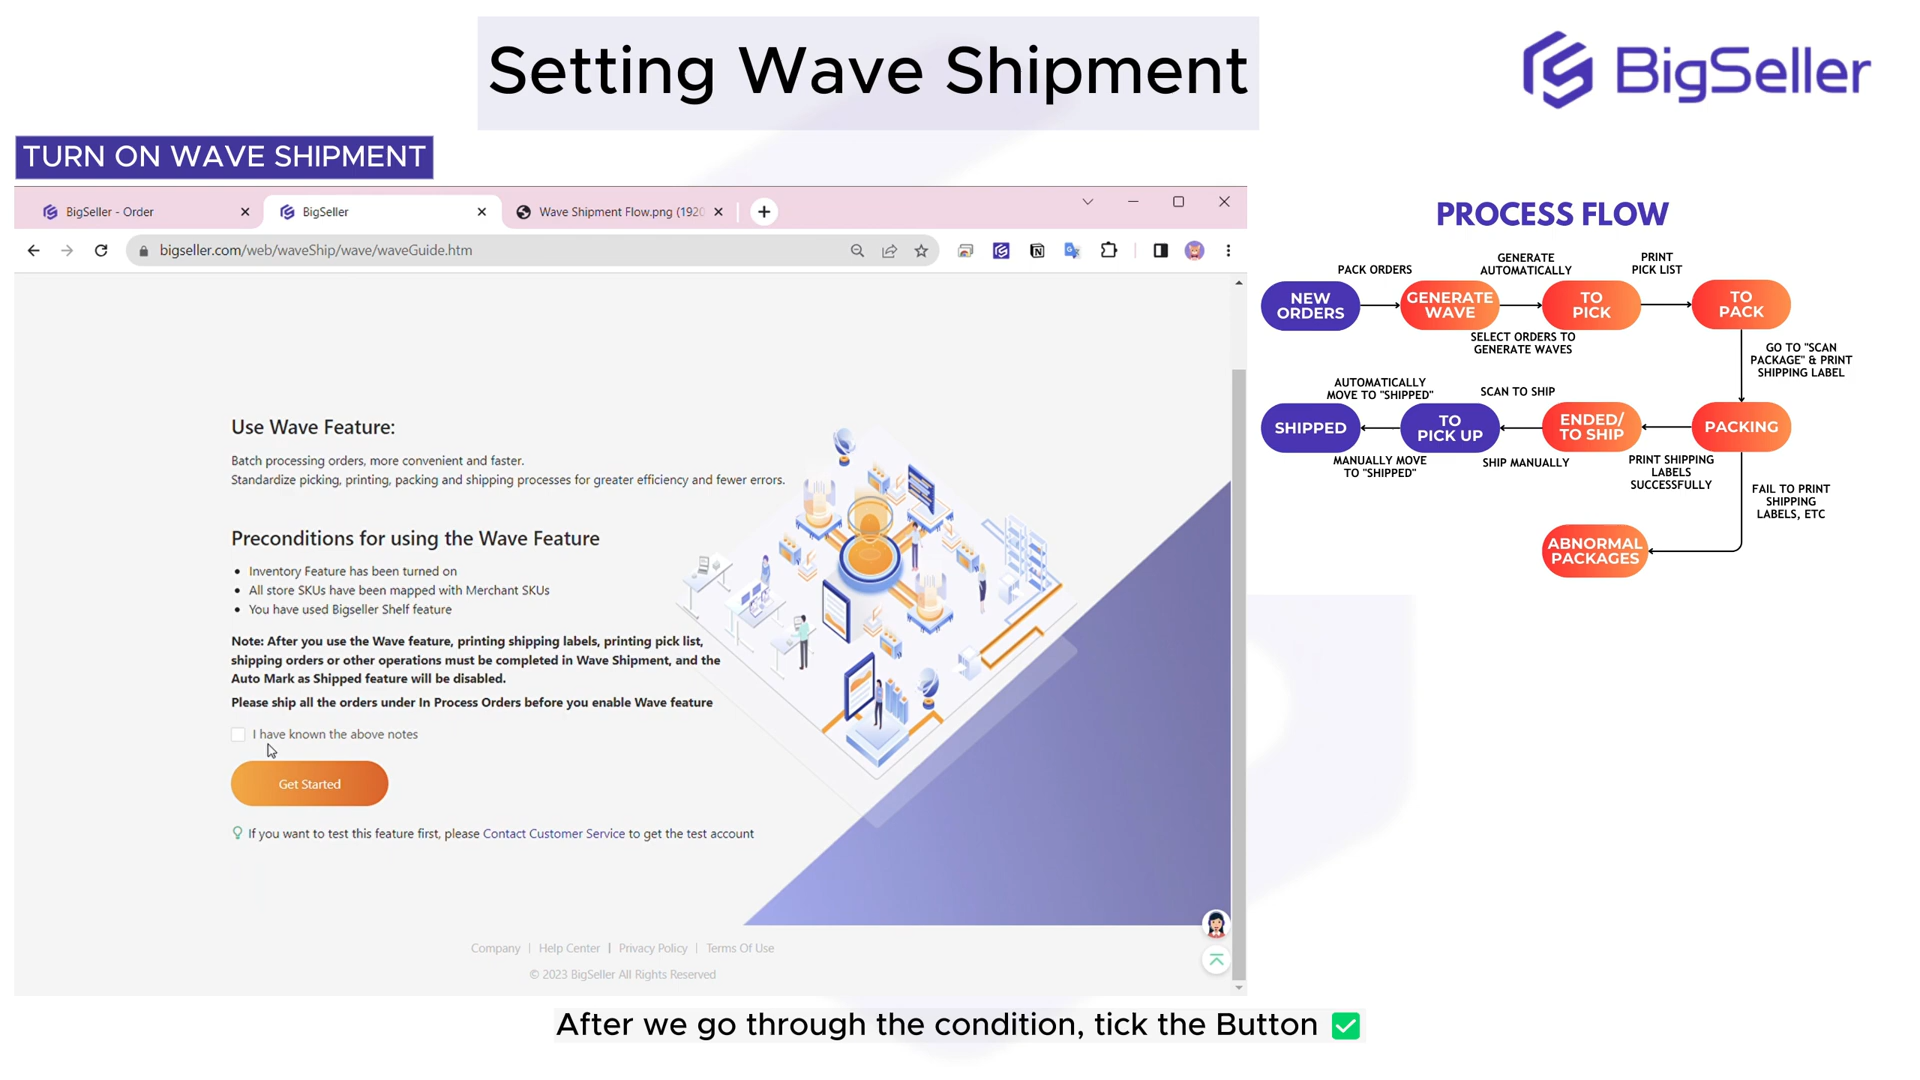 Setting Wave Shipment
BigSeller
TURN ON WAVE SHIPMENT
BigSeller - Order
BigSeller
Wave Shipment Flow.png (1920
bigseller.com/web/waveShip/wave/waveGuide.htm
Use Wave Feature:
Batch processing orders, more convenient and faster.
Standardize picking, printing, packing and shipping processes for greater efficiency and fewer errors.
Preconditions for using the Wave Feature
• Inventory Feature has been turned on
• All store SKUs have been mapped with Merchant SKUs
• You have used Bigseller Shelf feature
Note: After you use the Wave feature, printing shipping labels, printing pick list,
shipping orders or other operations must be completed in Wave Shipment, and the
Auto Mark as Shipped feature will be disabled.
Please ship all the orders under In Process Orders before you enable Wave feature
I have known the above notes
Get Started
If you want to test this feature first, please Contact Customer Service to get the test account
Company | Help Center | Privacy Policy | Terms Of Use
© 2023 BigSeller All Rights Reserved
PROCESS FLOW
PACK ORDERS
GENERATE
AUTOMATICALLY
PRINT
PICK LIST
NEW
ORDERS
GENERATE
WAVE
TO
PICK
TO
PACK
SELECT ORDERS TO
GENERATE WAVES
GO TO "SCAN
PACKAGE" & PRINT
SHIPPING LABEL
AUTOMATICALLY
MOVE TO "SHIPPED"
SCAN TO SHIP
SHIPPED
TO
PICK UP
ENDED/
TO SHIP
PACKING
MANUALLY MOVE
TO "SHIPPED"
SHIP MANUALLY
PRINT SHIPPING
LABELS
SUCCESSFULLY
FAIL TO PRINT
SHIPPING
LABELS, ETC
ABNORMAL
PACKAGES
After we go through the condition, tick the Button ✅